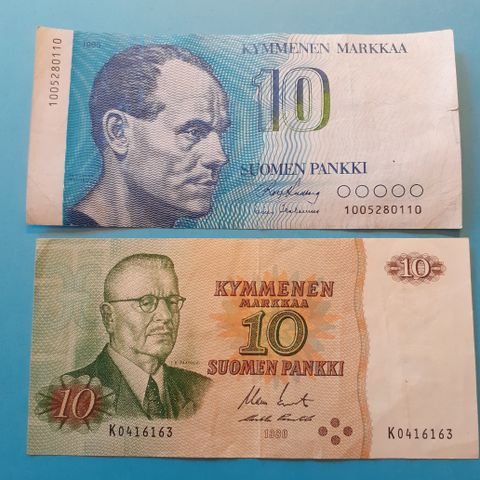 1986
KYMMENEN MARKKAA
1005280110
10
SUOMEN PANKKI
1005280110
KYMMENEN
MARKKAA
10
10
SUOMEN PANKKI
10
K0416163
1980
K0416163